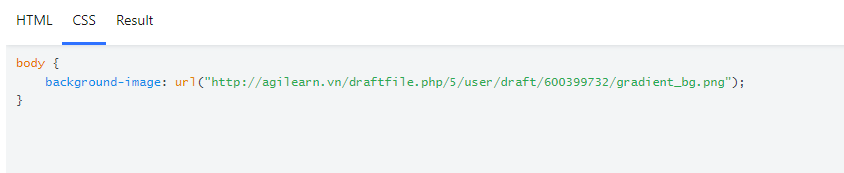 HTML CSS Result
body {
    background-image: url("http://agilearn.vn/draftfile.php/5/user/draft/600399732/gradient_bg.png");
}